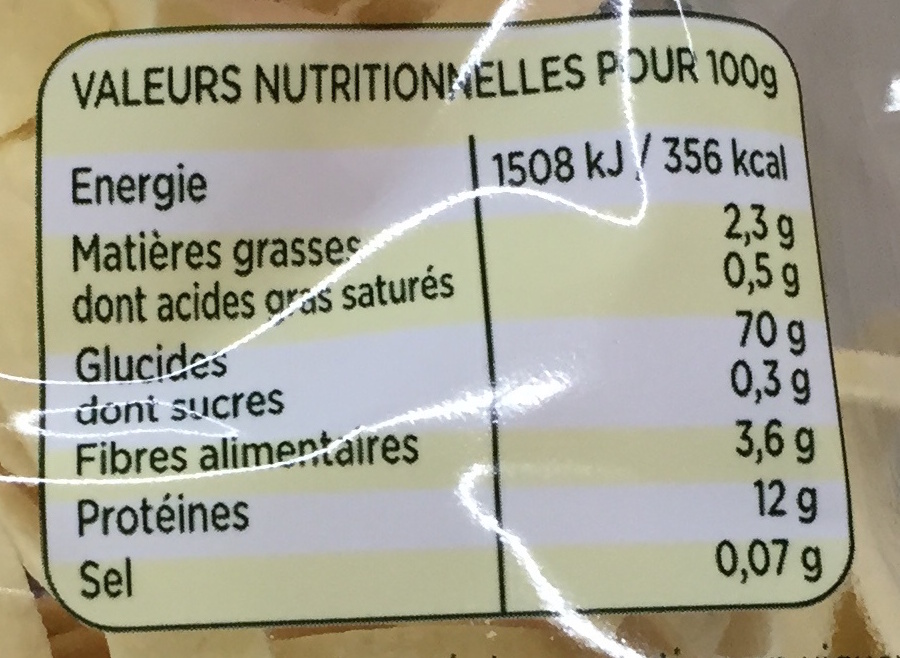 VALEURS NUTRITIONNELLES POUR 100g
Energie 1508 kJ / 356 kcal
Matières grasses 2,3 g
dont acides gras saturés 0,5 g
Glucides 70 g
dont sucres 0,3 g
Fibres alimentaires 3,6 g
Protéines 12 g
Sel 0,07 g